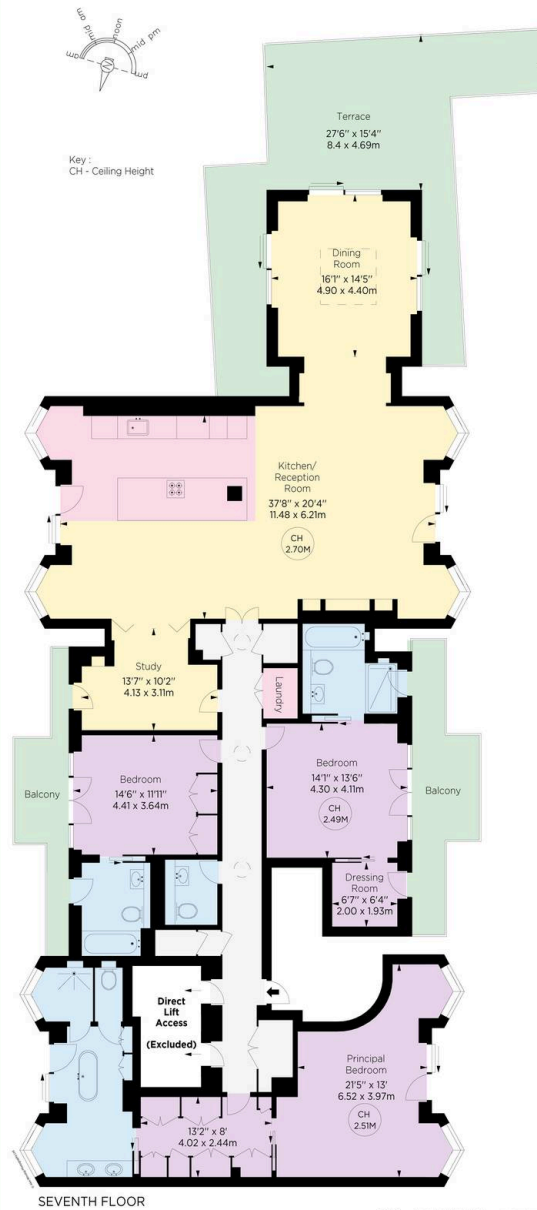 am
mid am
noon
mid pm
pm
N
Key :
CH - Ceiling Height
Terrace
27'6" x 15'4"
8.4 x 4.69m
Dining
Room
16'1" x 14'5"
4.90 x 4.40m
Kitchen/
Reception
Room
37'8" x 20'4"
11.48 x 6.21m
CH
2.70M
Study
13'7" x 10'2"
4.13 x 3.11m
Laundry
Bedroom
14'6" x 11'11"
4.41 x 3.64m
Balcony
Bedroom
14'1" x 13'6"
4.30 x 4.11m
CH
2.49M
Balcony
Dressing
Room
6'7" x 6'4"
2.00 x 1.93m
Direct
Lift
Access
(Excluded)
Principal
Bedroom
21'5" x 13'
6.52 x 3.97m
CH
2.51M
13'2" x 8'
4.02 x 2.44m
SEVENTH FLOOR